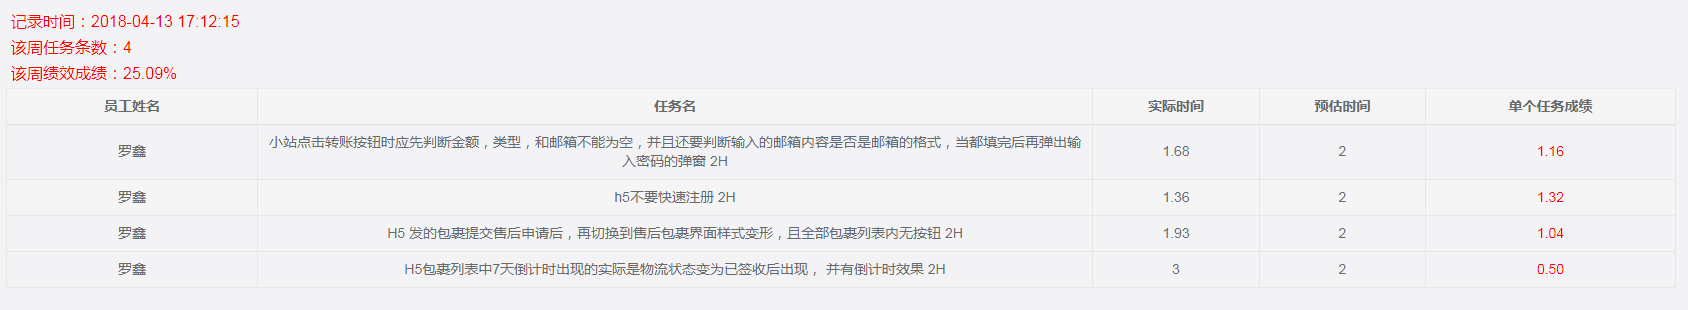 记录时间：2018-04-13 17:12:15
该周任务条数：4
该周绩效成绩：25.09%
员工姓名 任务名 实际时间 预估时间 单个任务成绩
罗鑫 小站点击转账按钮时应先判断金额，类型，和邮箱不能为空，并且还要判断输入的邮箱内容是否是邮箱的格式，当都填完后再弹出输
入密码的弹窗 2H 1.68 2 1.16
罗鑫 h5不要快速注册 2H 1.36 2 1.32
罗鑫 H5 发的包裹提交售后申请后，再切换到售后包裹界面样式变形，且全部包裹列表内无按钮 2H 1.93 2 1.04
罗鑫 H5包裹列表中7天倒计时出现的实际是物流状态变为已签收后出现， 并有倒计时效果 2H 3 2 0.50